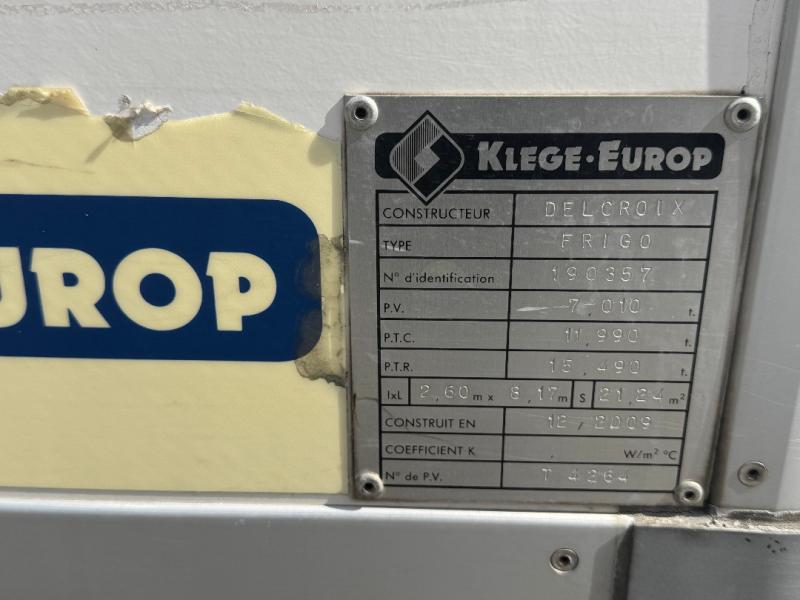 UROP
KLEGE·EUROP
CONSTRUCTEUR DELCROIX
TYPE FRIGO
N° d'identification 190357
P.V. 7,010 t.
P.T.C. 11,990 t.
P.T.R. 15,490 t.
lxL 2,60 m x 8,17 m S 21,24 m²
CONSTRUIT EN 12/2009
COEFFICIENT K , W/m² °C
N° de P.V. T 4264